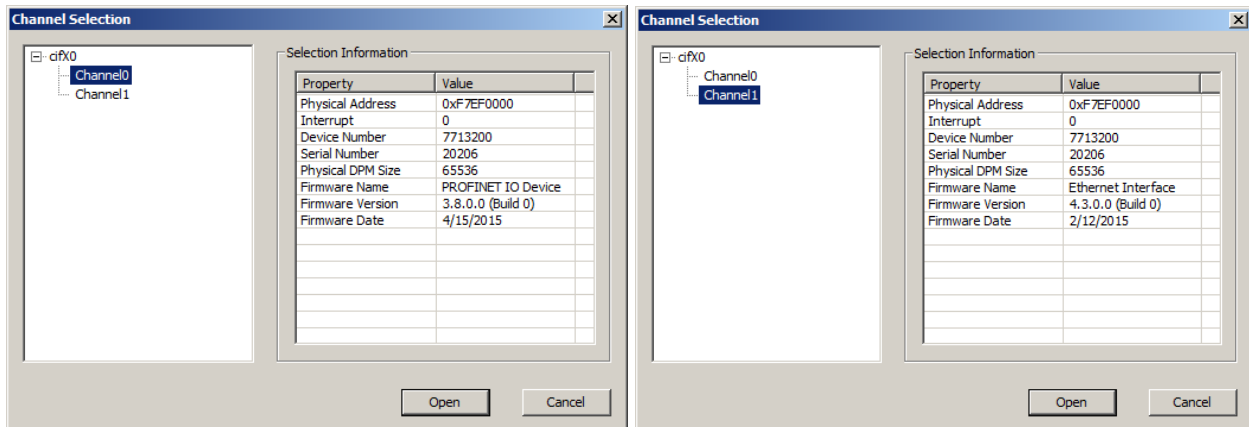 Channel Selection
cifX0
Channel0
Channel1
Selection Information
Property Value
Physical Address 0xF7EF0000
Interrupt 0
Device Number 7713200
Serial Number 20206
Physical DPM Size 65536
Firmware Name PROFINET IO Device
Firmware Version 3.8.0.0 (Build 0)
Firmware Date 4/15/2015
Open Cancel
Channel Selection
cifX0
Channel0
Channel1
Selection Information
Property Value
Physical Address 0xF7EF0000
Interrupt 0
Device Number 7713200
Serial Number 20206
Physical DPM Size 65536
Firmware Name Ethernet Interface
Firmware Version 4.3.0.0 (Build 0)
Firmware Date 2/12/2015
Open Cancel